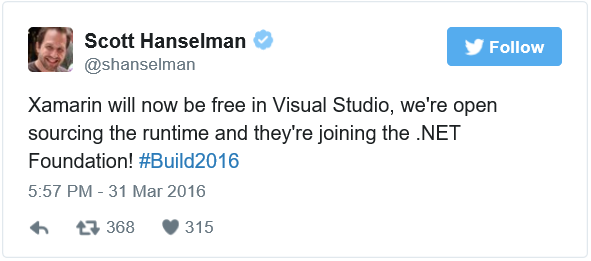 Scott Hanselman
@shanselman
Follow
Xamarin will now be free in Visual Studio, we're open
sourcing the runtime and they're joining the .NET
Foundation! #Build2016
5:57 PM - 31 Mar 2016
368 315